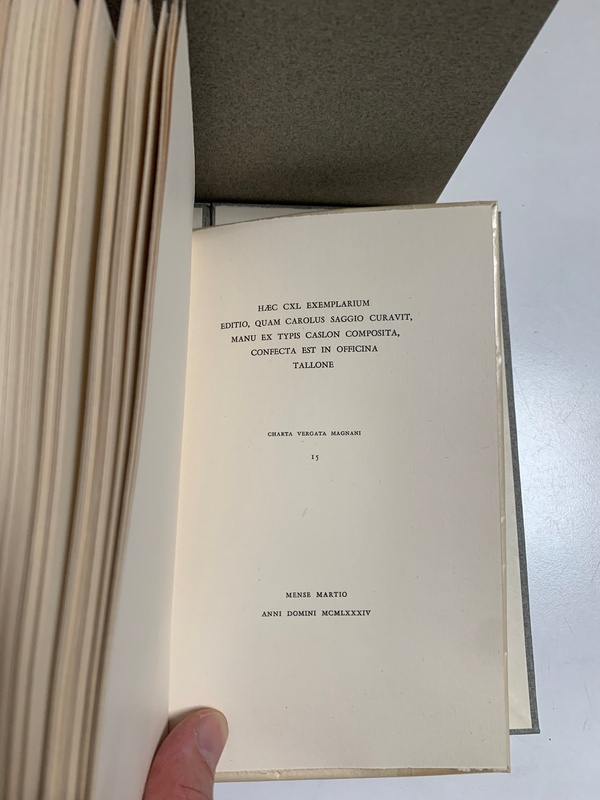 HÆC CXL EXEMPLARIUM
EDITIO, QUAM CAROLUS SAGGIO CURAVIT,
MANU EX TYPIS CASLON COMPOSITA,
CONFECTA EST IN OFFICINA
TALLONE
CHARTA VERGATA MAGNANI
15
MENSE MARTIO
ANNI DOMINI MCMLXXXIV